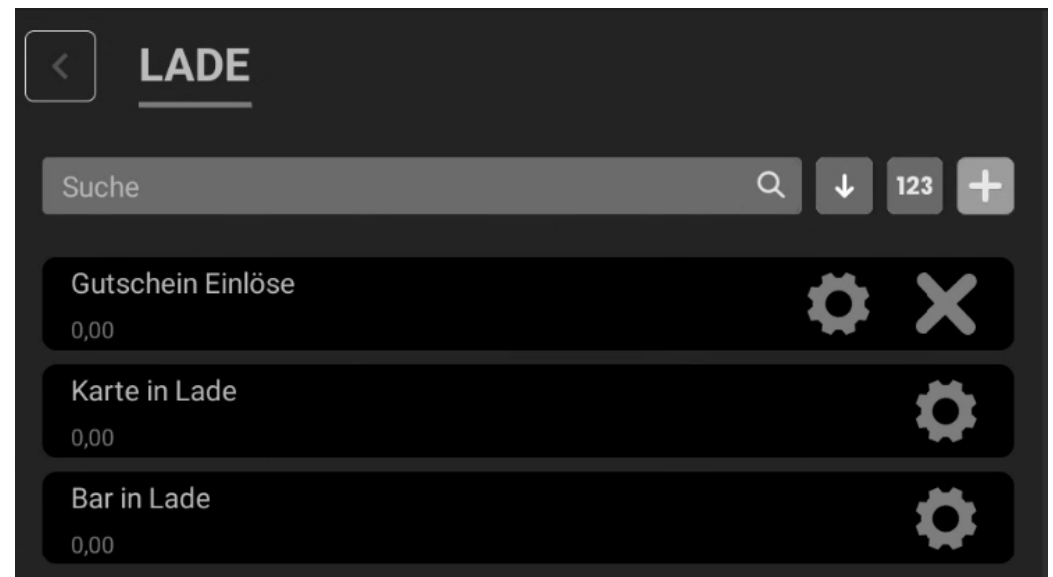 LADE
Suche
123
Gutschein Einlöse
0,00
Karte in Lade
0,00
Bar in Lade
0,00